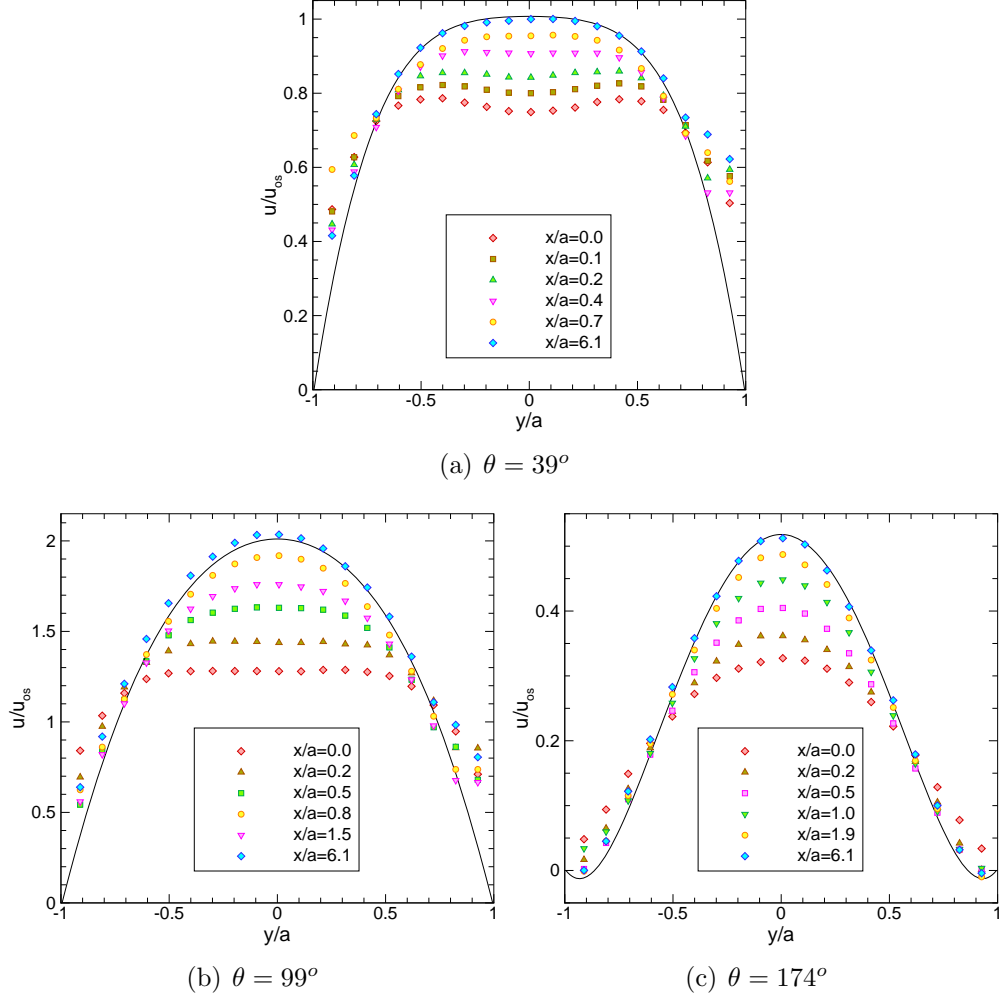 1
0.8
0.6
0.4
0.2
0
u/u_os
-1
-0.5
0
0.5
1
y/a
x/a=0.0
x/a=0.1
x/a=0.2
x/a=0.4
x/a=0.7
x/a=6.1
(a) θ = 39^o
2
1.5
1
0.5
0
u/u_os
-1
-0.5
0
0.5
1
y/a
x/a=0.0
x/a=0.2
x/a=0.5
x/a=0.8
x/a=1.5
x/a=6.1
(b) θ = 99^o
0.4
0.2
0
u/u_os
-1
-0.5
0
0.5
1
y/a
x/a=0.0
x/a=0.2
x/a=0.5
x/a=1.0
x/a=1.9
x/a=6.1
(c) θ = 174^o